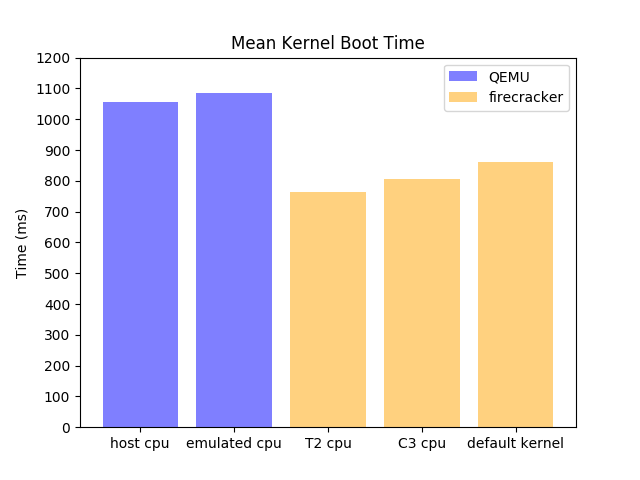 Mean Kernel Boot Time
QEMU
firecracker
Time (ms)
1200
1100
1000
900
800
700
600
500
400
300
200
100
0
host cpu
emulated cpu
T2 cpu
C3 cpu
default kernel